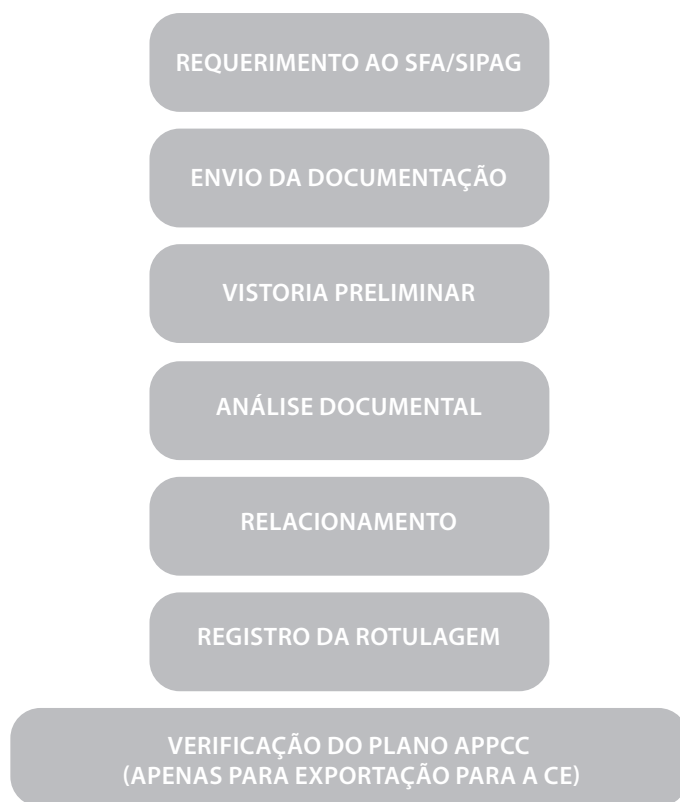 REQUERIMENTO AO SFA/SIPAG
ENVIO DA DOCUMENTAÇÃO
VISTORIA PRELIMINAR
ANÁLISE DOCUMENTAL
RELACIONAMENTO
REGISTRO DA ROTULAGEM
VERIFICAÇÃO DO PLANO APPCC
(APENAS PARA EXPORTAÇÃO PARA A CE)